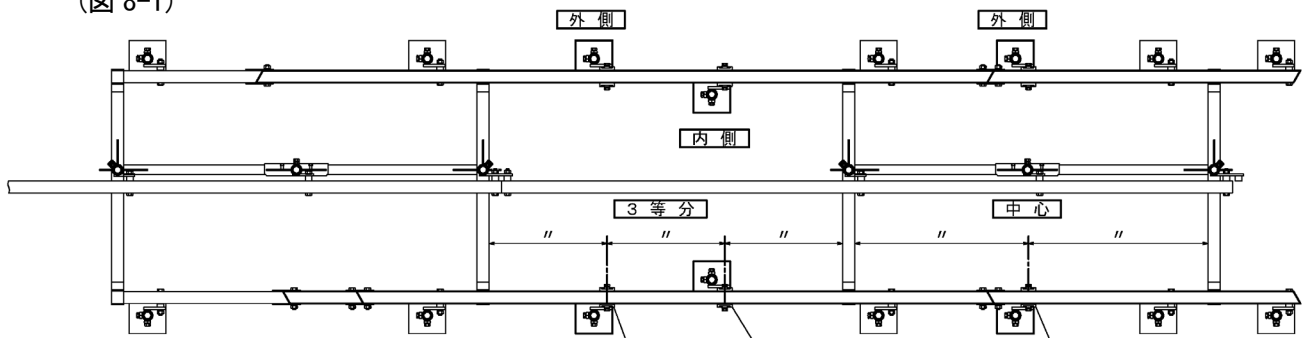 (図 8-1)
外 側
外 側
内 側
3 等 分
中 心
〃 〃 〃 〃 〃